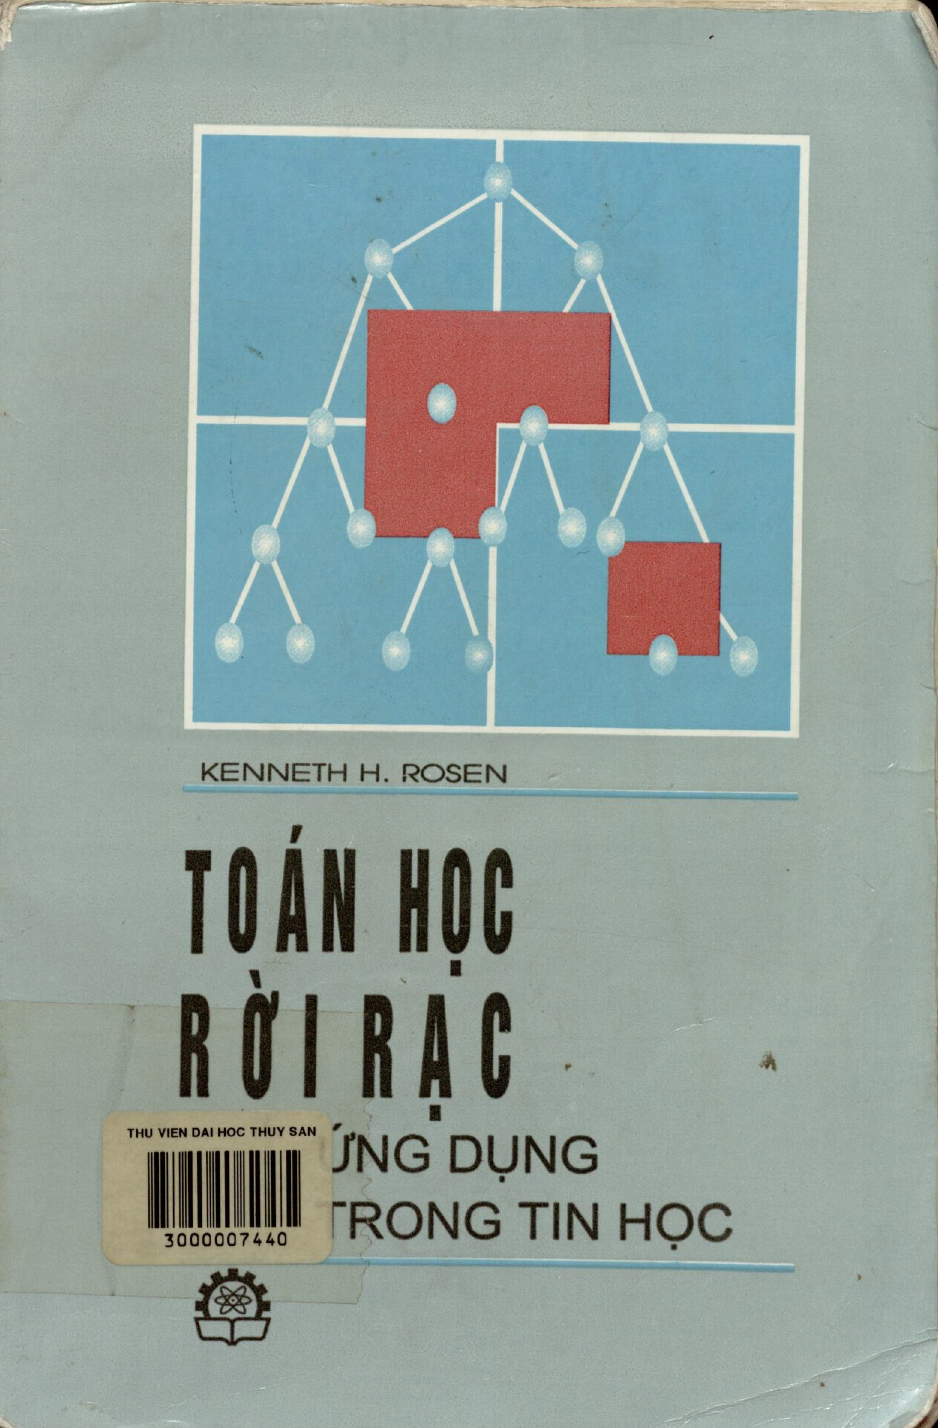 KENNETH H. ROSEN
TOÁN HỌC
RỜI RẠC
ỨNG DỤNG
TRONG TIN HỌC
THU VIEN DAI HOC THUY SAN
3000007440